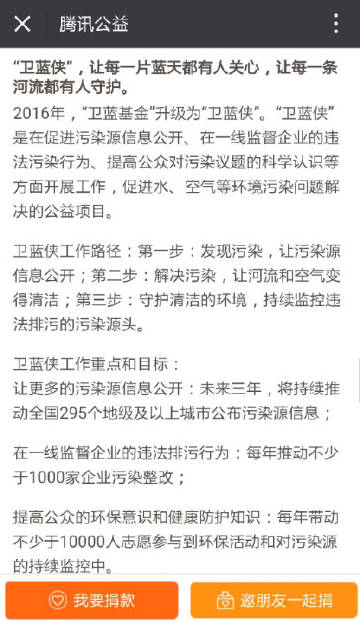 腾讯公益
“卫蓝侠”，让每一片蓝天都有人关心，让每一条
河流都有人守护。
2016年，“卫蓝基金”升级为“卫蓝侠”。“卫蓝侠”
是在促进污染源信息公开、在一线监督企业的违
法污染行为、提高公众对污染议题的科学认识等
方面开展工作，促进水、空气等环境污染问题解
决的公益项目。
卫蓝侠工作路径：第一步：发现污染，让污染源
信息公开；第二步：解决污染，让河流和空气变
得清洁；第三步：守护清洁的环境，持续监控违
法排污的污染源头。
卫蓝侠工作重点和目标：
让更多的污染源信息公开：未来三年，将持续推
动全国295个地级及以上城市公布污染源信息；
在一线监督企业的违法排污行为：每年推动不少
于1000家企业污染整改；
提高公众的环保意识和健康防护知识：每年带动
不少于10000人志愿参与到环保活动和对污染源
的持续监控中。
我要捐款
邀朋友一起捐